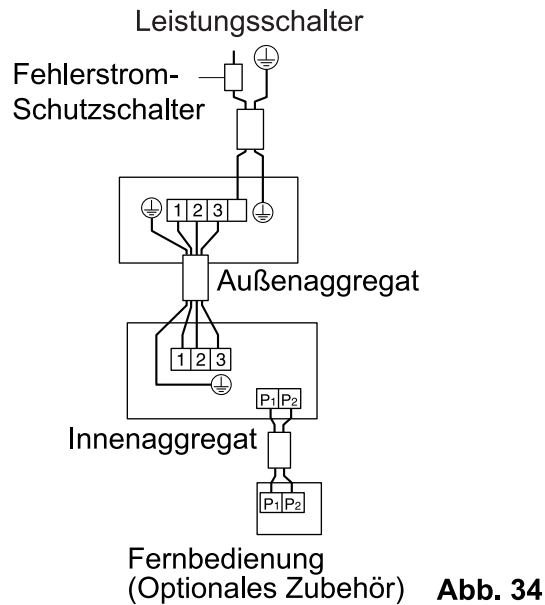 Leistungsschalter
Fehlerstrom-
Schutzschalter
1 2 3
Außenaggregat
1 2 3
P1 P2
Innenaggregat
P1 P2
Fernbedienung
(Optionales Zubehör) Abb. 34